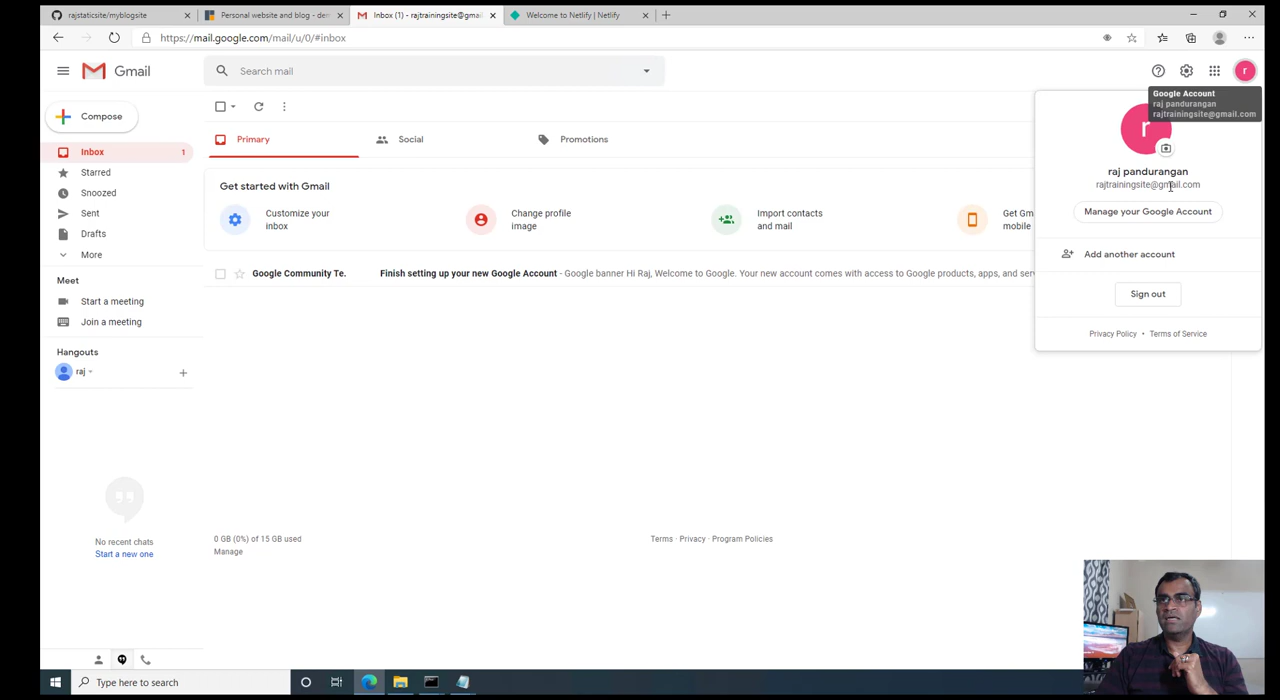 rajstaticsite/myblogsite
Personal website and blog - den
Inbox (1) - rajtrainingsite@gmai
Welcome to Netlify | Netlify
https://mail.google.com/mail/u/0/#inbox
Gmail
Search mail
r
Google Account
raj pandurangan
rajtrainingsite@gmail.com
Compose
Inbox 1
Starred
Snoozed
Sent
Drafts
More
Meet
Start a meeting
Join a meeting
Hangouts
raj
No recent chats
Start a new one
Primary
Social
Promotions
Get started with Gmail
Customize your
inbox
Change profile
image
Import contacts
and mail
Get Gm
mobile
Google Community Te. Finish setting up your new Google Account - Google banner Hi Raj, Welcome to Google. Your new account comes with access to Google products, apps, and serv
0 GB (0%) of 15 GB used
Manage
Terms · Privacy · Program Policies
r
raj pandurangan
rajtrainingsite@gmail.com
Manage your Google Account
Add another account
Sign out
Privacy Policy • Terms of Service
Type here to search